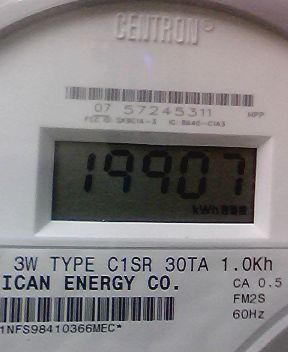 CENTRON®
07 57245311 HPP
19907
kWh
3W TYPE C1SR 30TA 1.0Kh
ICAN ENERGY CO. CA 0.5
FM2S
1NFS98410366MEC* 60Hz